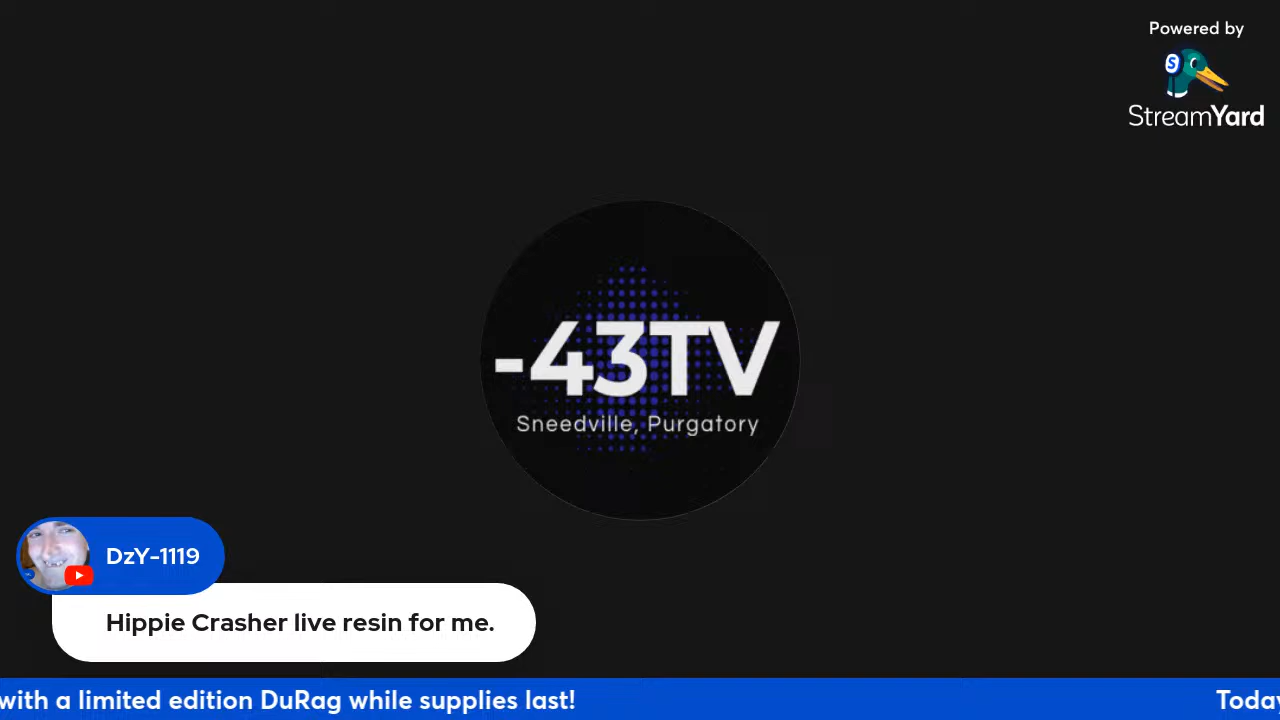 Powered by
S
StreamYard
-43TV
Sneedville, Purgatory
DzY-1119
Hippie Crasher live resin for me.
with a limited edition DuRag while supplies last!
Today